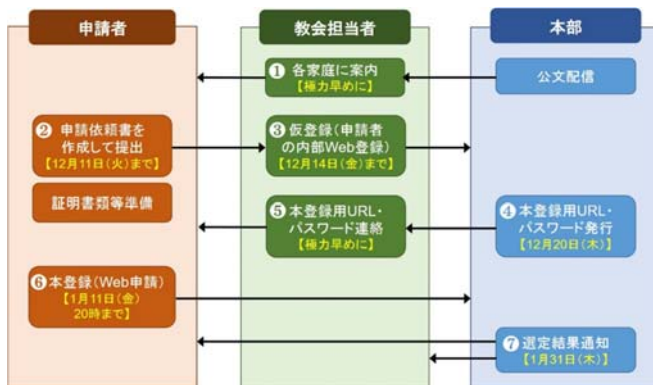 申請者
教会担当者
本部
❶ 各家庭に案内
【極力早めに】
公文配信
❷ 申請依頼書を
作成して提出
【12月11日(火)まで】
❸ 仮登録(申請者
の内部Web登録)
【12月14日(金)まで】
証明書類等準備
❺ 本登録用URL・
パスワード連絡
【極力早めに】
❹ 本登録用URL・
パスワード発行
【12月20日(木)】
❻ 本登録(Web申請)
【1月11日(金)
20時まで】
❼ 選定結果通知
【1月31日(木)】